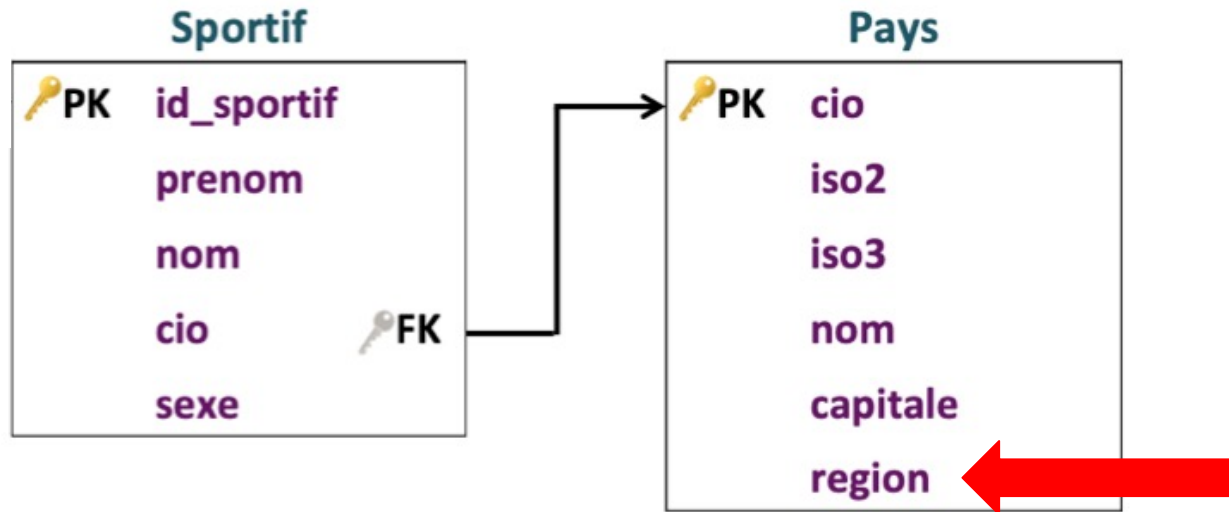 Sportif
PK id_sportif
prenom
nom
cio FK
sexe
Pays
PK cio
iso2
iso3
nom
capitale
region